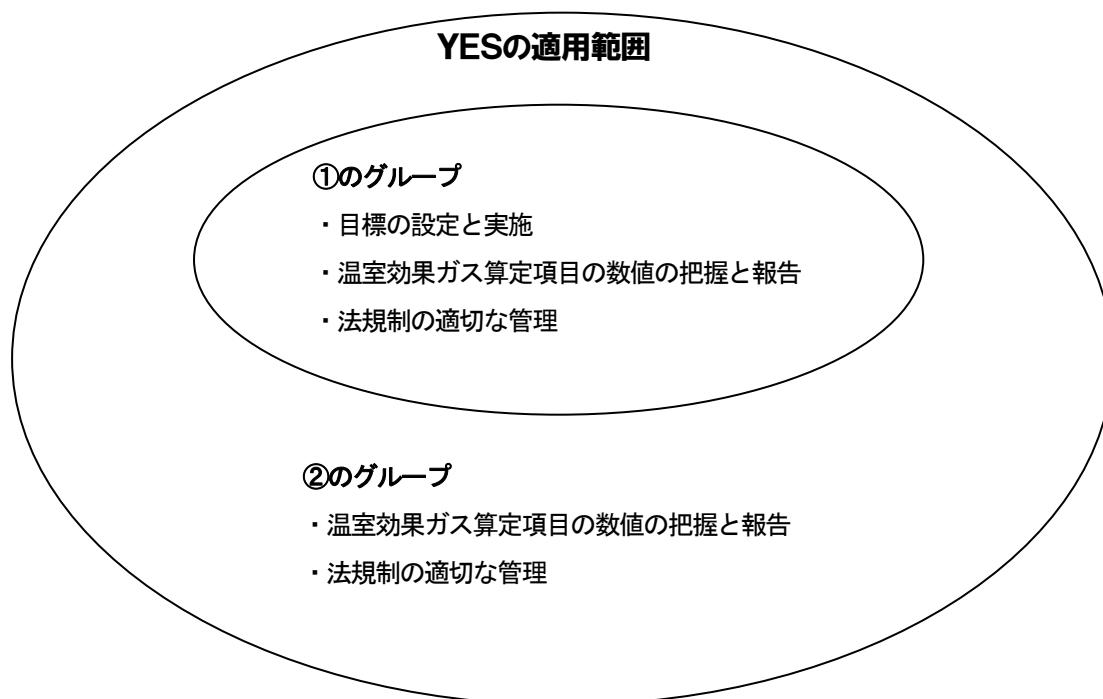 YESの適用範囲
①のグループ
・目標の設定と実施
・温室効果ガス算定項目の数値の把握と報告
・法規制の適切な管理
②のグループ
・温室効果ガス算定項目の数値の把握と報告
・法規制の適切な管理